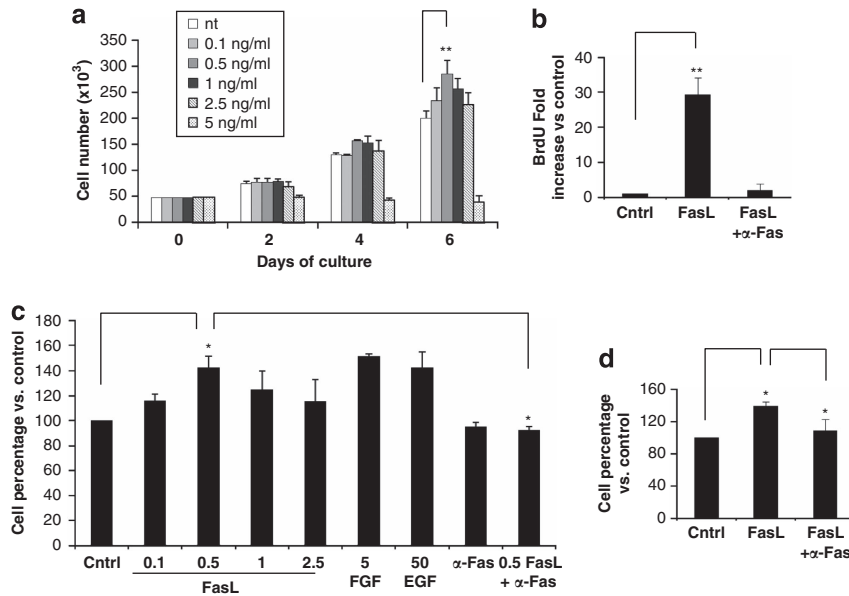 a
nt
0.1 ng/ml
0.5 ng/ml
1 ng/ml
2.5 ng/ml
5 ng/ml
Cell number (x10³)
350
300
250
200
150
100
50
0
**
0 2 4 6
Days of culture
b
BrdU Fold
increase vs control
40
30
20
10
0
**
Cntrl FasL FasL
+α-Fas
c
Cell percentage vs. control
180
160
140
120
100
80
60
40
20
0
*
*
Cntrl 0.1 0.5 1 2.5 5 50 α-Fas 0.5 FasL
FasL FGF EGF + α-Fas
d
Cell percentage
vs. control
160
120
80
40
0
*
*
Cntrl FasL FasL
+α-Fas